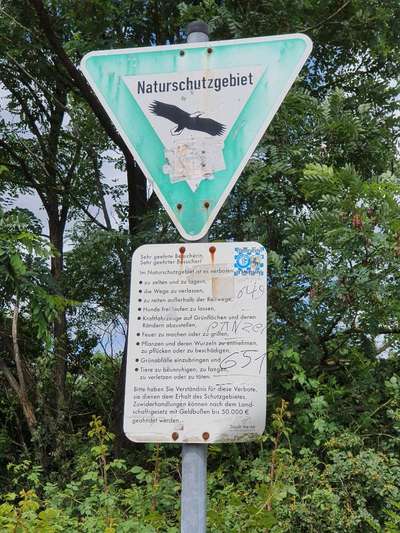 Naturschutzgebiet
Sehr geehrte Besucherin,
Sehr geehrter Besucher!
Im Naturschutzgebiet ist es verboten
• zu zelten und zu lagern,
• die Wege zu verlassen,
• zu reiten außerhalb der Reitwege,
• Hunde frei laufen zu lassen,
• Kraftfahrzeuge auf Grünflächen und deren
Rändern abzustellen,
• Feuer zu machen oder zu grillen,
• Pflanzen und deren Wurzeln zu entnehmen,
zu pflücken oder zu beschädigen,
• Grünabfälle einzubringen und
• Tiere zu beunruhigen, zu fangen,
zu verletzen oder zu töten.
Bitte haben Sie Verständnis für diese Verbote,
sie dienen dem Erhalt des Schutzgebietes.
Zuwiderhandlungen können nach dem Land-
schaftsgesetz mit Geldbußen bis 50.000 €
geahndet werden.
Stadt Herne
PANZER
651